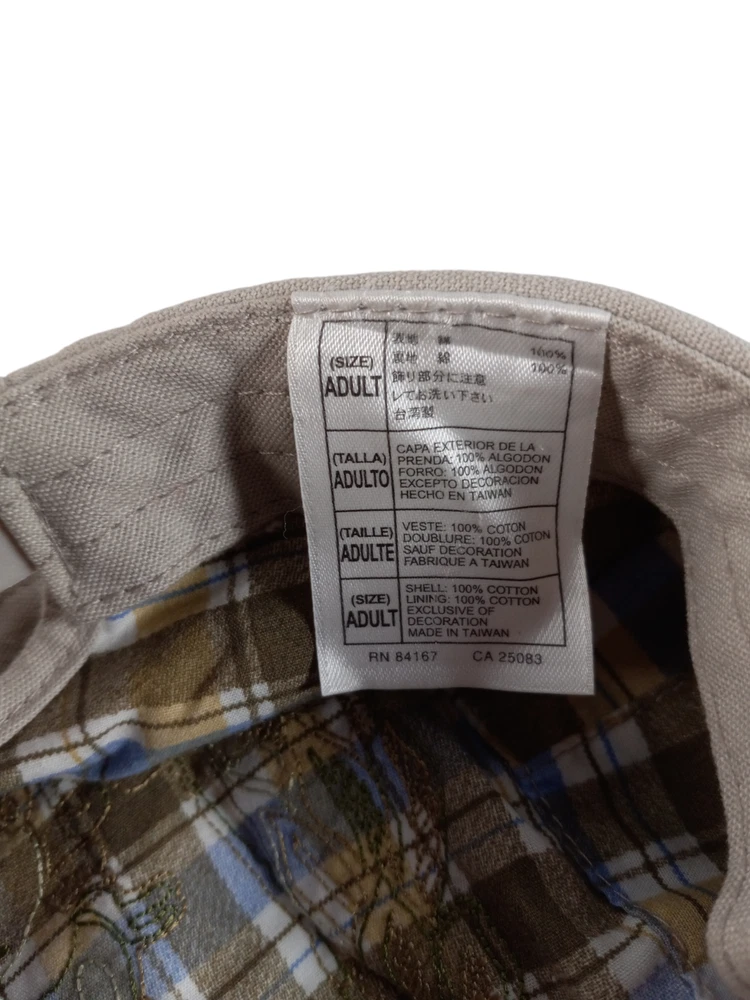 (SIZE)
ADULT
表地 綿 100%
裏地 綿 100%
飾り部分に注意
してお洗い下さい
台湾製
(TALLA)
ADULTO
CAPA EXTERIOR DE LA
PRENDA: 100% ALGODON
FORRO: 100% ALGODON
EXCEPTO DECORACION
HECHO EN TAIWAN
(TAILLE)
ADULTE
VESTE: 100% COTON
DOUBLURE: 100% COTON
SAUF DECORATION
FABRIQUE A TAIWAN
(SIZE)
ADULT
SHELL: 100% COTTON
LINING: 100% COTTON
EXCLUSIVE OF
DECORATION
MADE IN TAIWAN
RN 84167 CA 25083